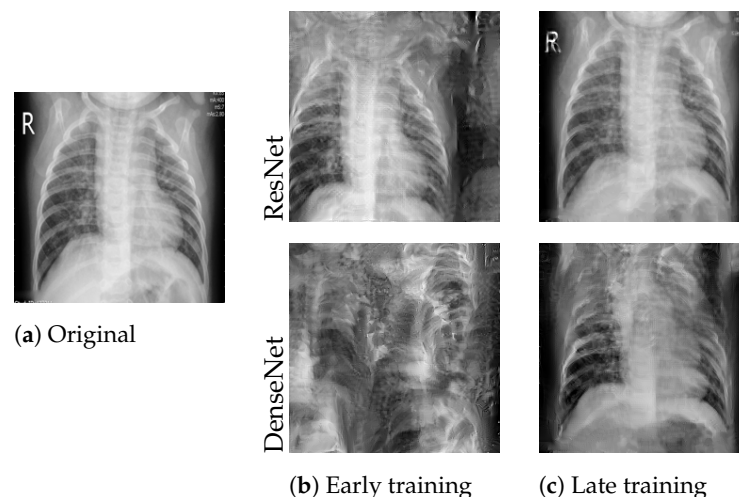 R
R
ResNet
(a) Original
DenseNet
(b) Early training
(c) Late training